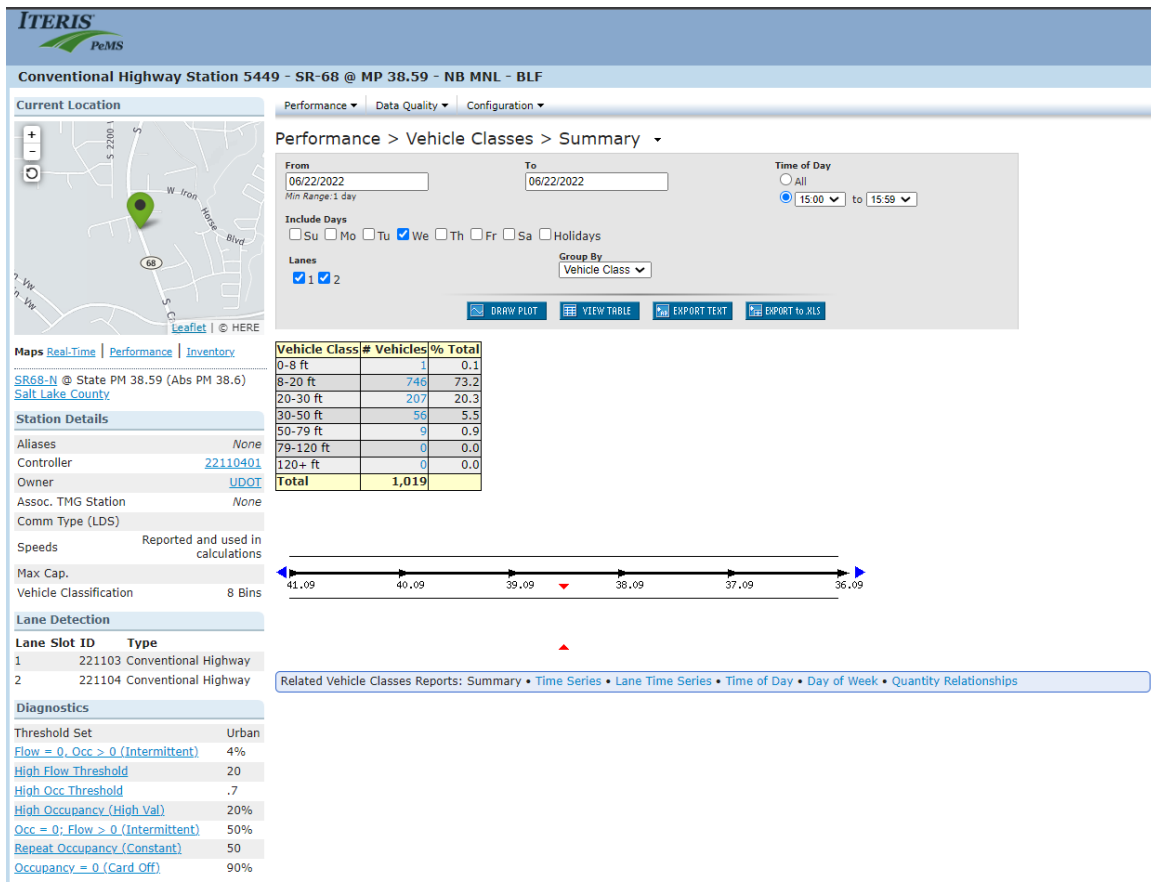 ITERIS
PeMS
Conventional Highway Station 5449 - SR-68 @ MP 38.59 - NB MNL - BLF
Current Location
+
−
S 2200 W
S
W Iron Horse Blvd
68
n Vw
n Vw
S
Leaflet | © HERE
Maps Real-Time | Performance | Inventory
SR68-N @ State PM 38.59 (Abs PM 38.6)
Salt Lake County
Station Details
Aliases None
Controller 22110401
Owner UDOT
Assoc. TMG Station None
Comm Type (LDS)
Speeds Reported and used in calculations
Max Cap.
Vehicle Classification 8 Bins
Lane Detection
Lane Slot ID Type
1 221103 Conventional Highway
2 221104 Conventional Highway
Diagnostics
Threshold Set Urban
Flow = 0, Occ > 0 (Intermittent) 4%
High Flow Threshold 20
High Occ Threshold .7
High Occupancy (High Val) 20%
Occ = 0; Flow > 0 (Intermittent) 50%
Repeat Occupancy (Constant) 50
Occupancy = 0 (Card Off) 90%
Performance Data Quality Configuration
Performance > Vehicle Classes > Summary
From To Time of Day
06/22/2022 06/22/2022 All
Min Range:1 day
15:00 to 15:59
Include Days
Su Mo Tu We Th Fr Sa Holidays
Lanes Group By
1 2 Vehicle Class
DRAW PLOT VIEW TABLE EXPORT TEXT EXPORT to .XLS
Vehicle Class # Vehicles % Total
0-8 ft 1 0.1
8-20 ft 746 73.2
20-30 ft 207 20.3
30-50 ft 56 5.5
50-79 ft 9 0.9
79-120 ft 0 0.0
120+ ft 0 0.0
Total 1,019
41.09 40.09 39.09 38.09 37.09 36.09
Related Vehicle Classes Reports: Summary • Time Series • Lane Time Series • Time of Day • Day of Week • Quantity Relationships